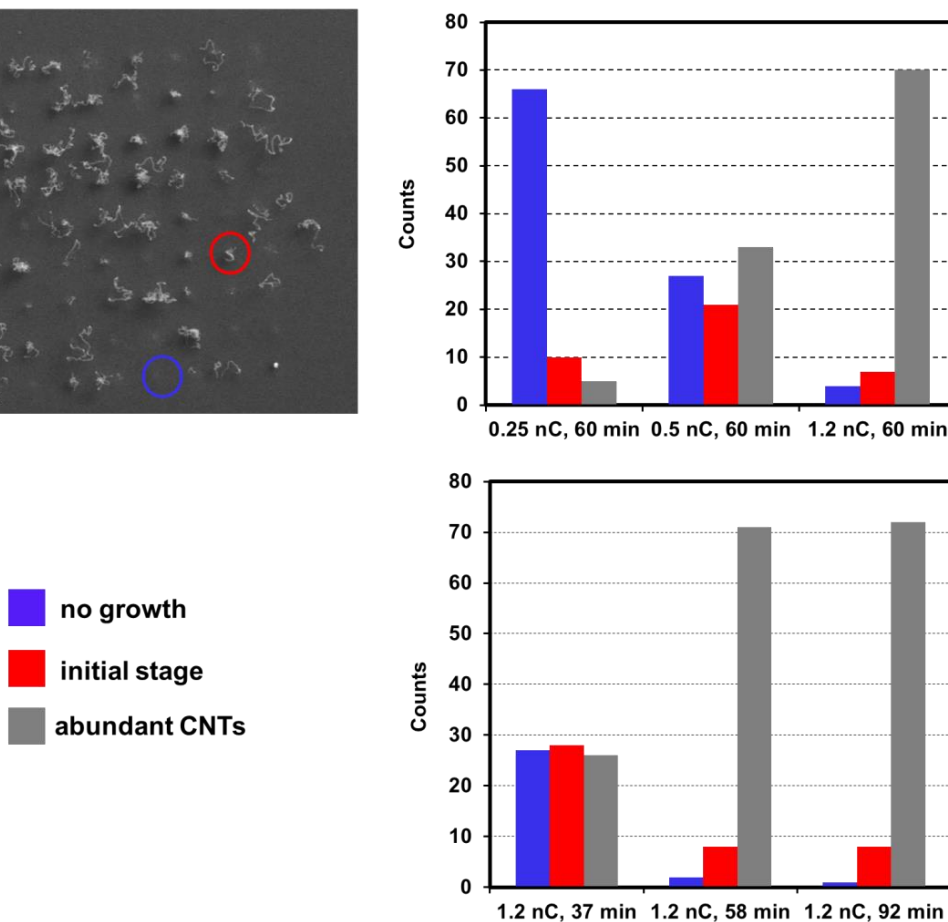 80
70
60
50
40
30
20
10
0
Counts
0.25 nC, 60 min 0.5 nC, 60 min 1.2 nC, 60 min
no growth
initial stage
abundant CNTs
80
70
60
50
40
30
20
10
0
Counts
1.2 nC, 37 min 1.2 nC, 58 min 1.2 nC, 92 min